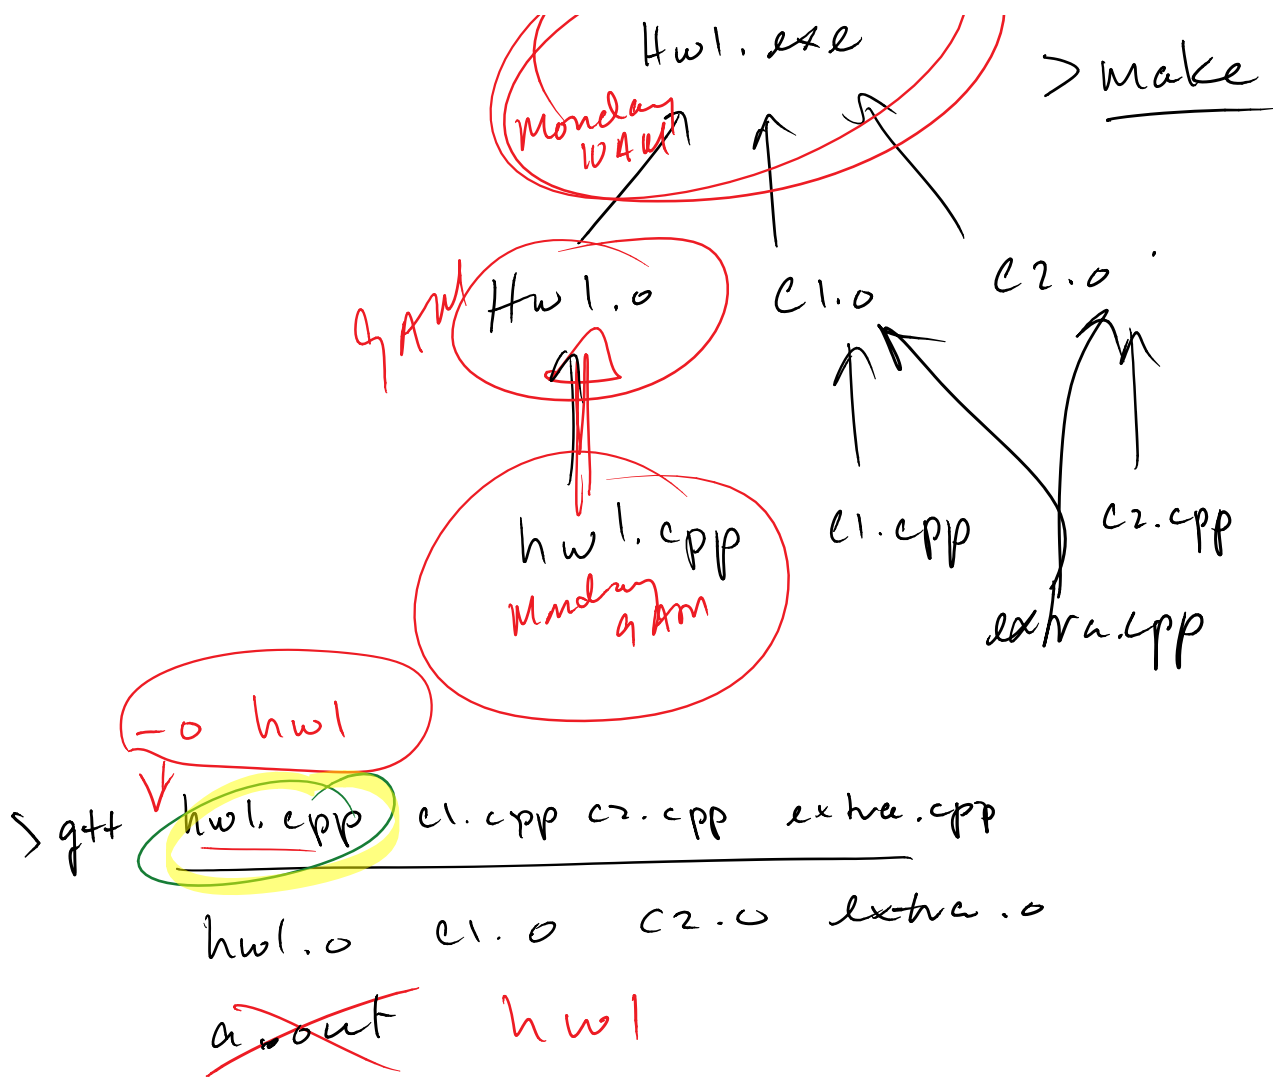 Hw1.exe
> make
Monday
10 AM
9 AM
Hw1.o
C1.o
C2.o
hw1.cpp
C1.cpp
C2.cpp
Monday
9 AM
extra.cpp
-o hw1
> g++ hw1.cpp C1.cpp C2.cpp extra.cpp
hw1.o C1.o C2.o extra.o
a.out hw1